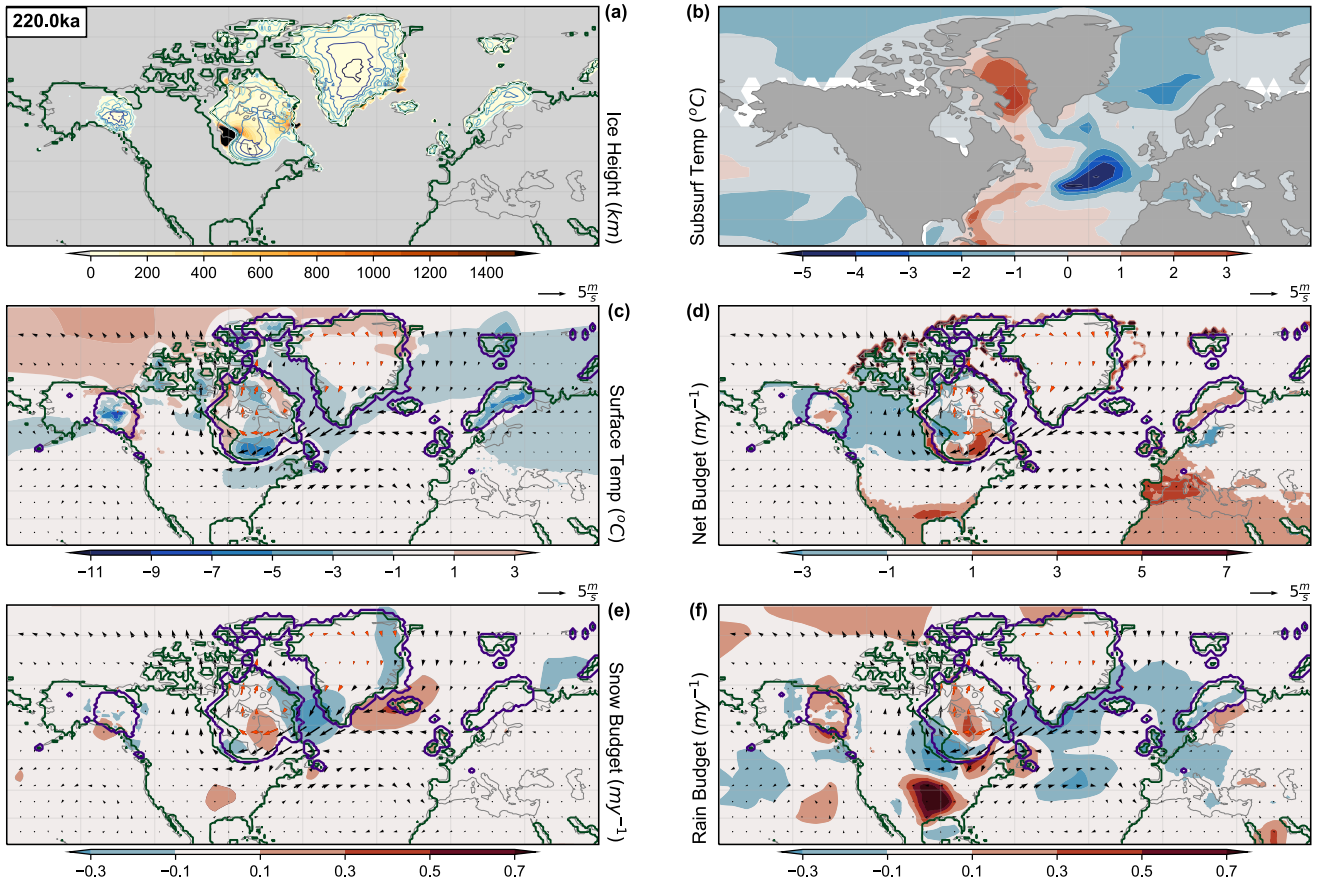 220.0ka
(a)
Ice Height (km)
0 200 400 600 800 1000 1200 1400
(b)
Subsurf Temp (°C)
−5 −4 −3 −2 −1 0 1 2 3
5 m/s
(c)
Surface Temp (°C)
−11 −9 −7 −5 −3 −1 1 3
5 m/s
(d)
Net Budget (my⁻¹)
−3 −1 1 3 5 7
5 m/s
(e)
Snow Budget (my⁻¹)
−0.3 −0.1 0.1 0.3 0.5 0.7
5 m/s
(f)
Rain Budget (my⁻¹)
−0.3 −0.1 0.1 0.3 0.5 0.7